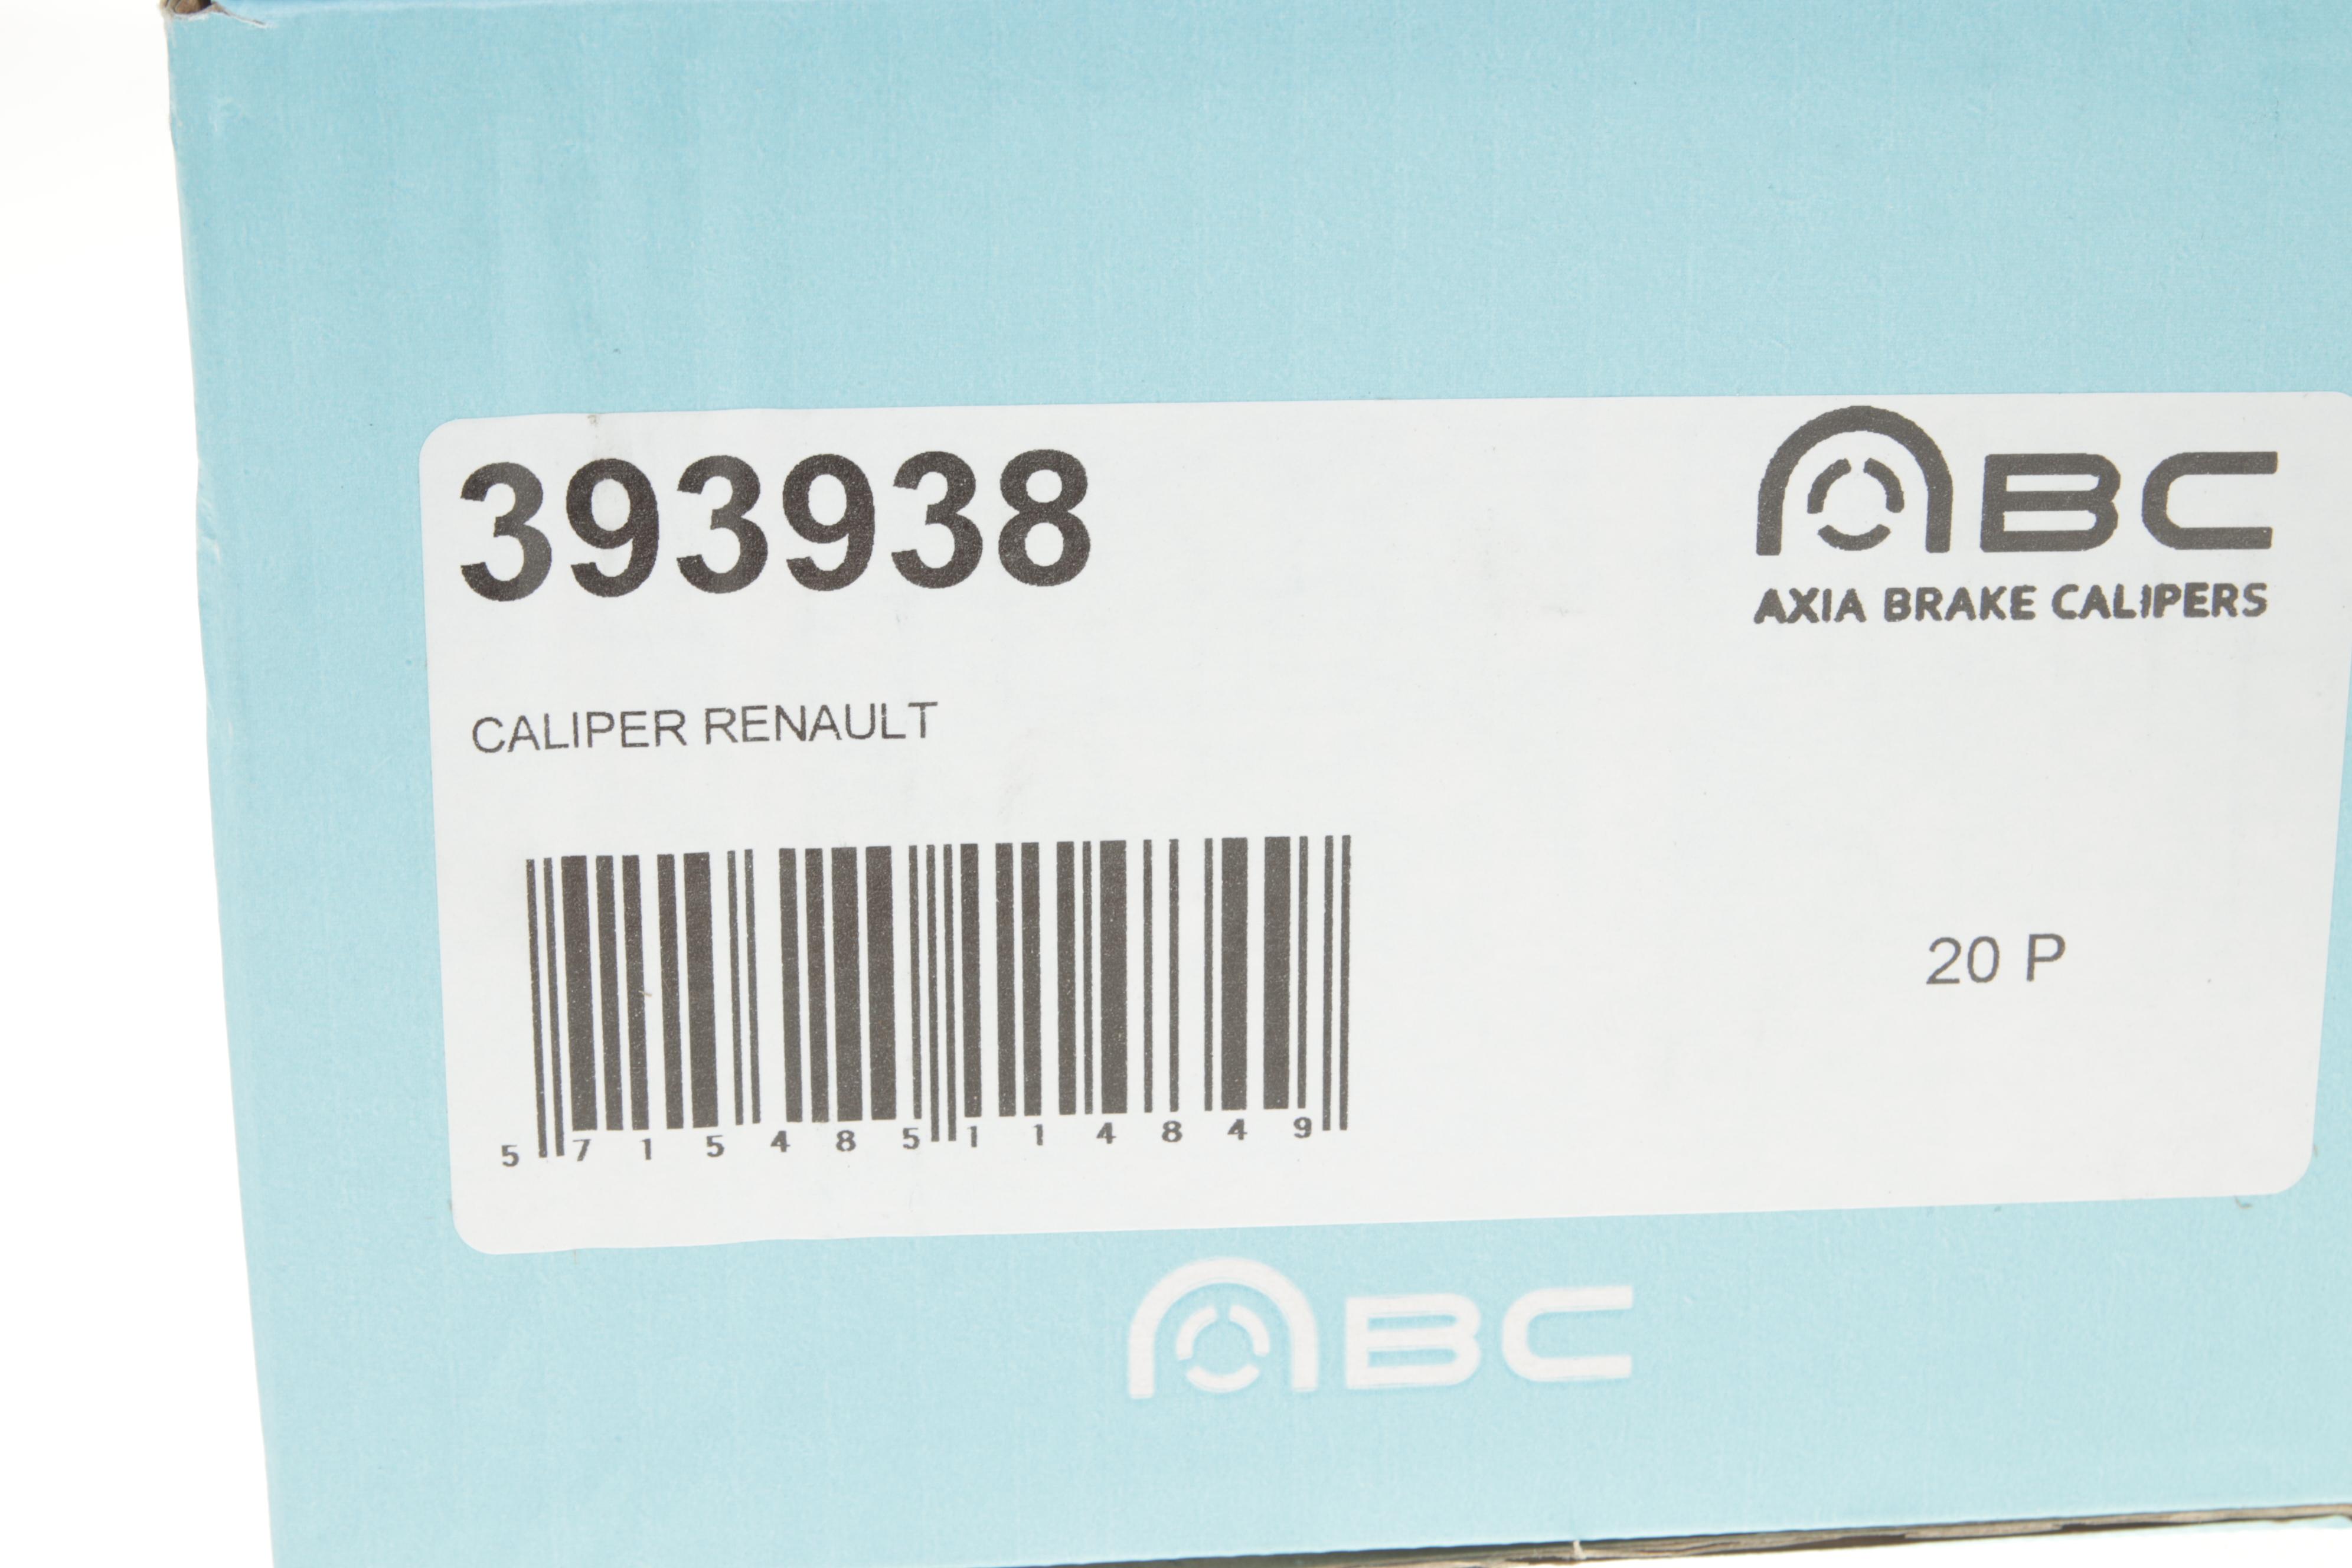 393938
ABC
AXIA BRAKE CALIPERS
CALIPER RENAULT
20 P
5 715485 114849
ABC